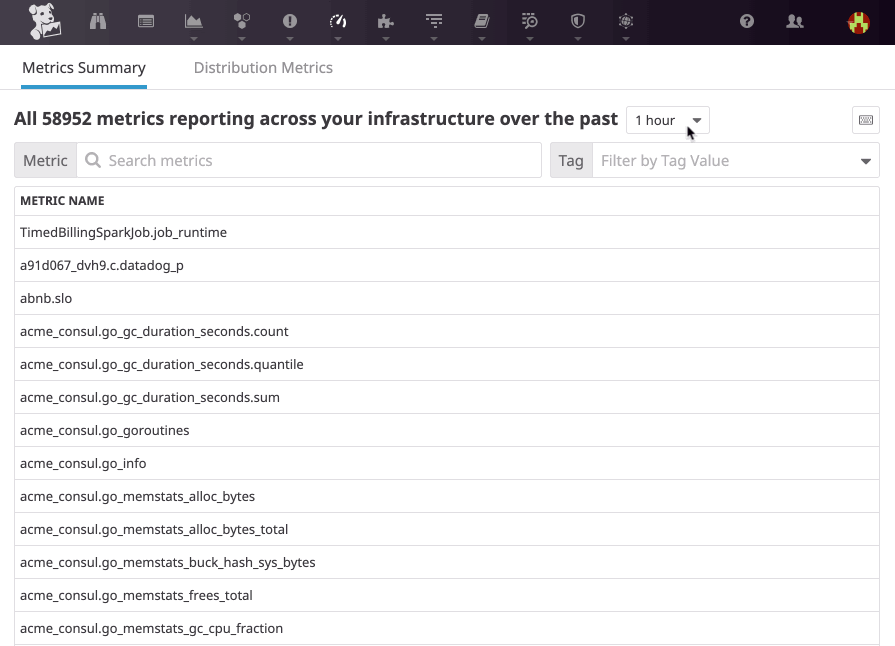 Metrics Summary
Distribution Metrics
All 58952 metrics reporting across your infrastructure over the past 1 hour
Metric Search metrics Tag Filter by Tag Value
METRIC NAME
TimedBillingSparkJob.job_runtime
a91d067_dvh9.c.datadog_p
abnb.slo
acme_consul.go_gc_duration_seconds.count
acme_consul.go_gc_duration_seconds.quantile
acme_consul.go_gc_duration_seconds.sum
acme_consul.go_goroutines
acme_consul.go_info
acme_consul.go_memstats_alloc_bytes
acme_consul.go_memstats_alloc_bytes_total
acme_consul.go_memstats_buck_hash_sys_bytes
acme_consul.go_memstats_frees_total
acme_consul.go_memstats_gc_cpu_fraction